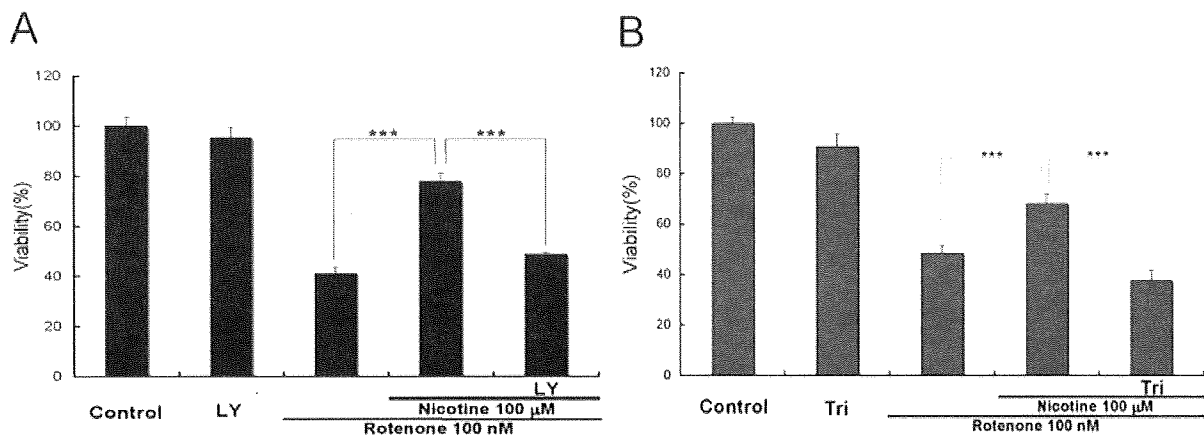 A
120
100
80
60
40
20
0
Viability(%)
*** ***
Control LY
LY
Nicotine 100 μM
Rotenone 100 nM
B
120
100
80
60
40
20
0
Viability(%)
*** ***
Control Tri
Tri
Nicotine 100 μM
Rotenone 100 nM